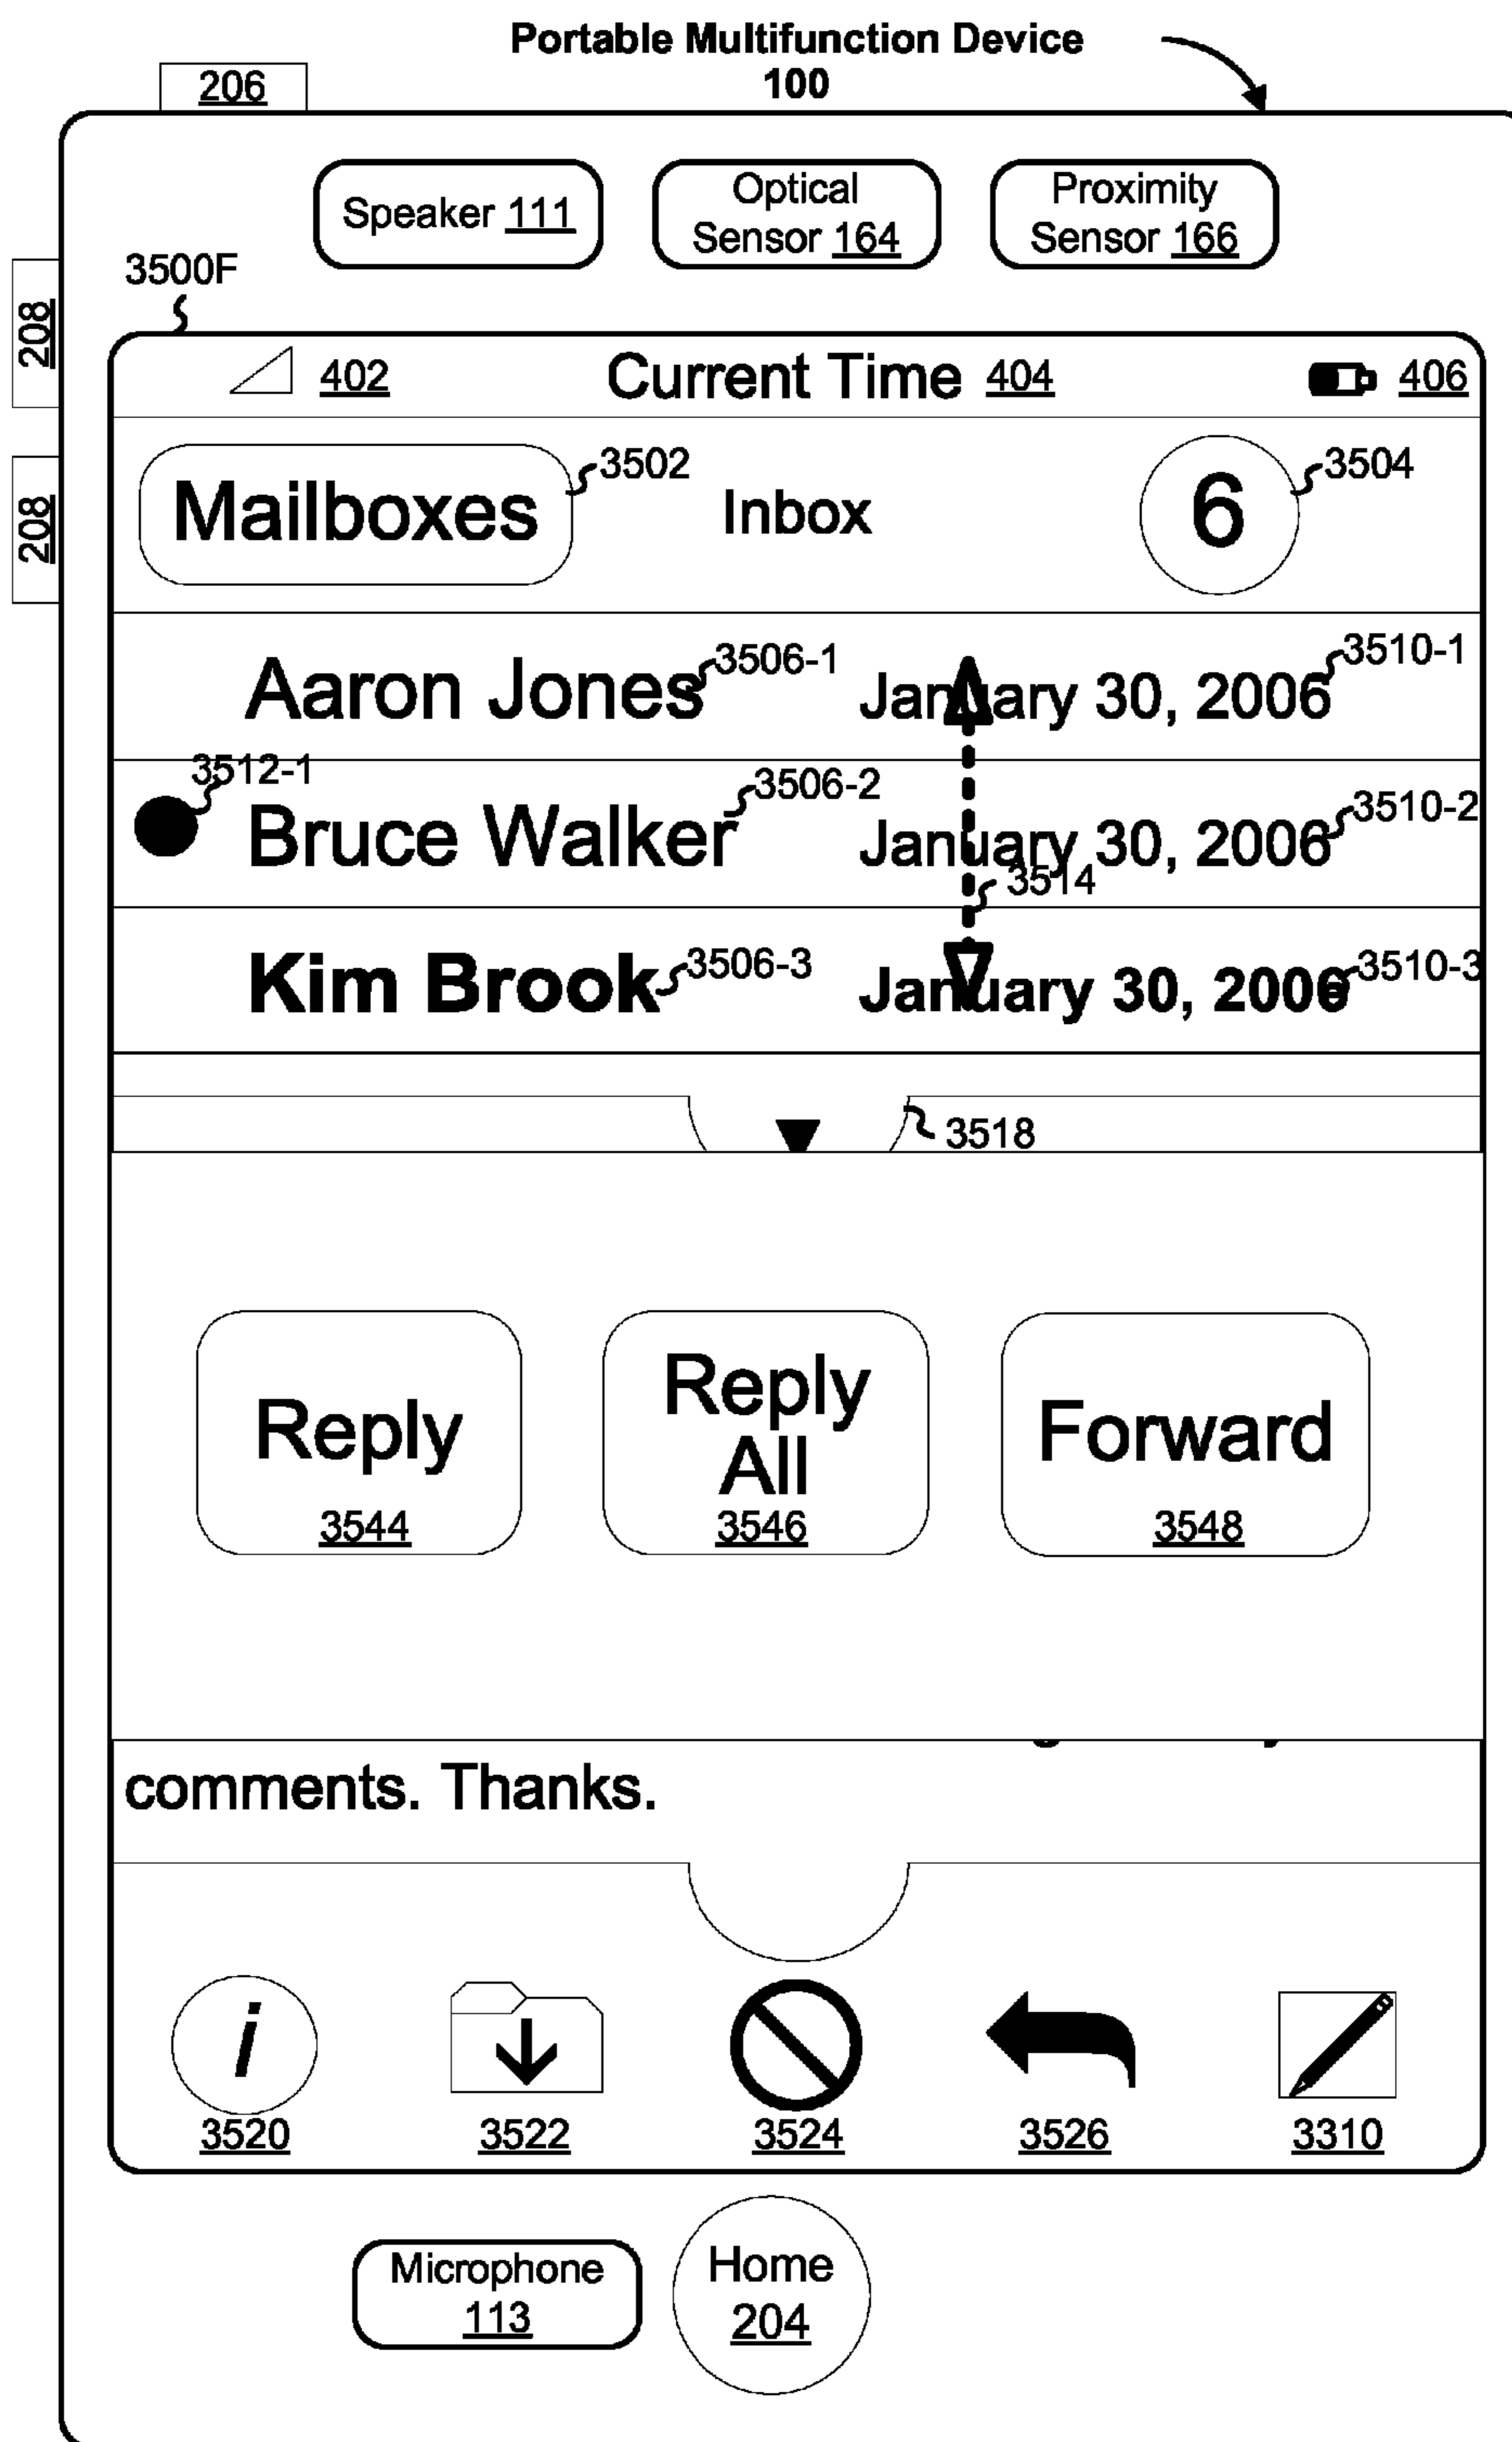 Portable Multifunction Device
100
206
Speaker 111
Optical
Sensor 164
Proximity
Sensor 166
3500F
208
402
Current Time 404
406
Mailboxes
3502
Inbox
6
3504
208
Aaron Jones
3506-1
January 30, 2006
3510-1
3512-1
Bruce Walker
3506-2
January 30, 2006
3510-2
3514
Kim Brook
3506-3
January 30, 2006
3510-3
3518
Reply
3544
Reply
All
3546
Forward
3548
comments. Thanks.
i
3520
3522
3524
3526
3310
Microphone
113
Home
204